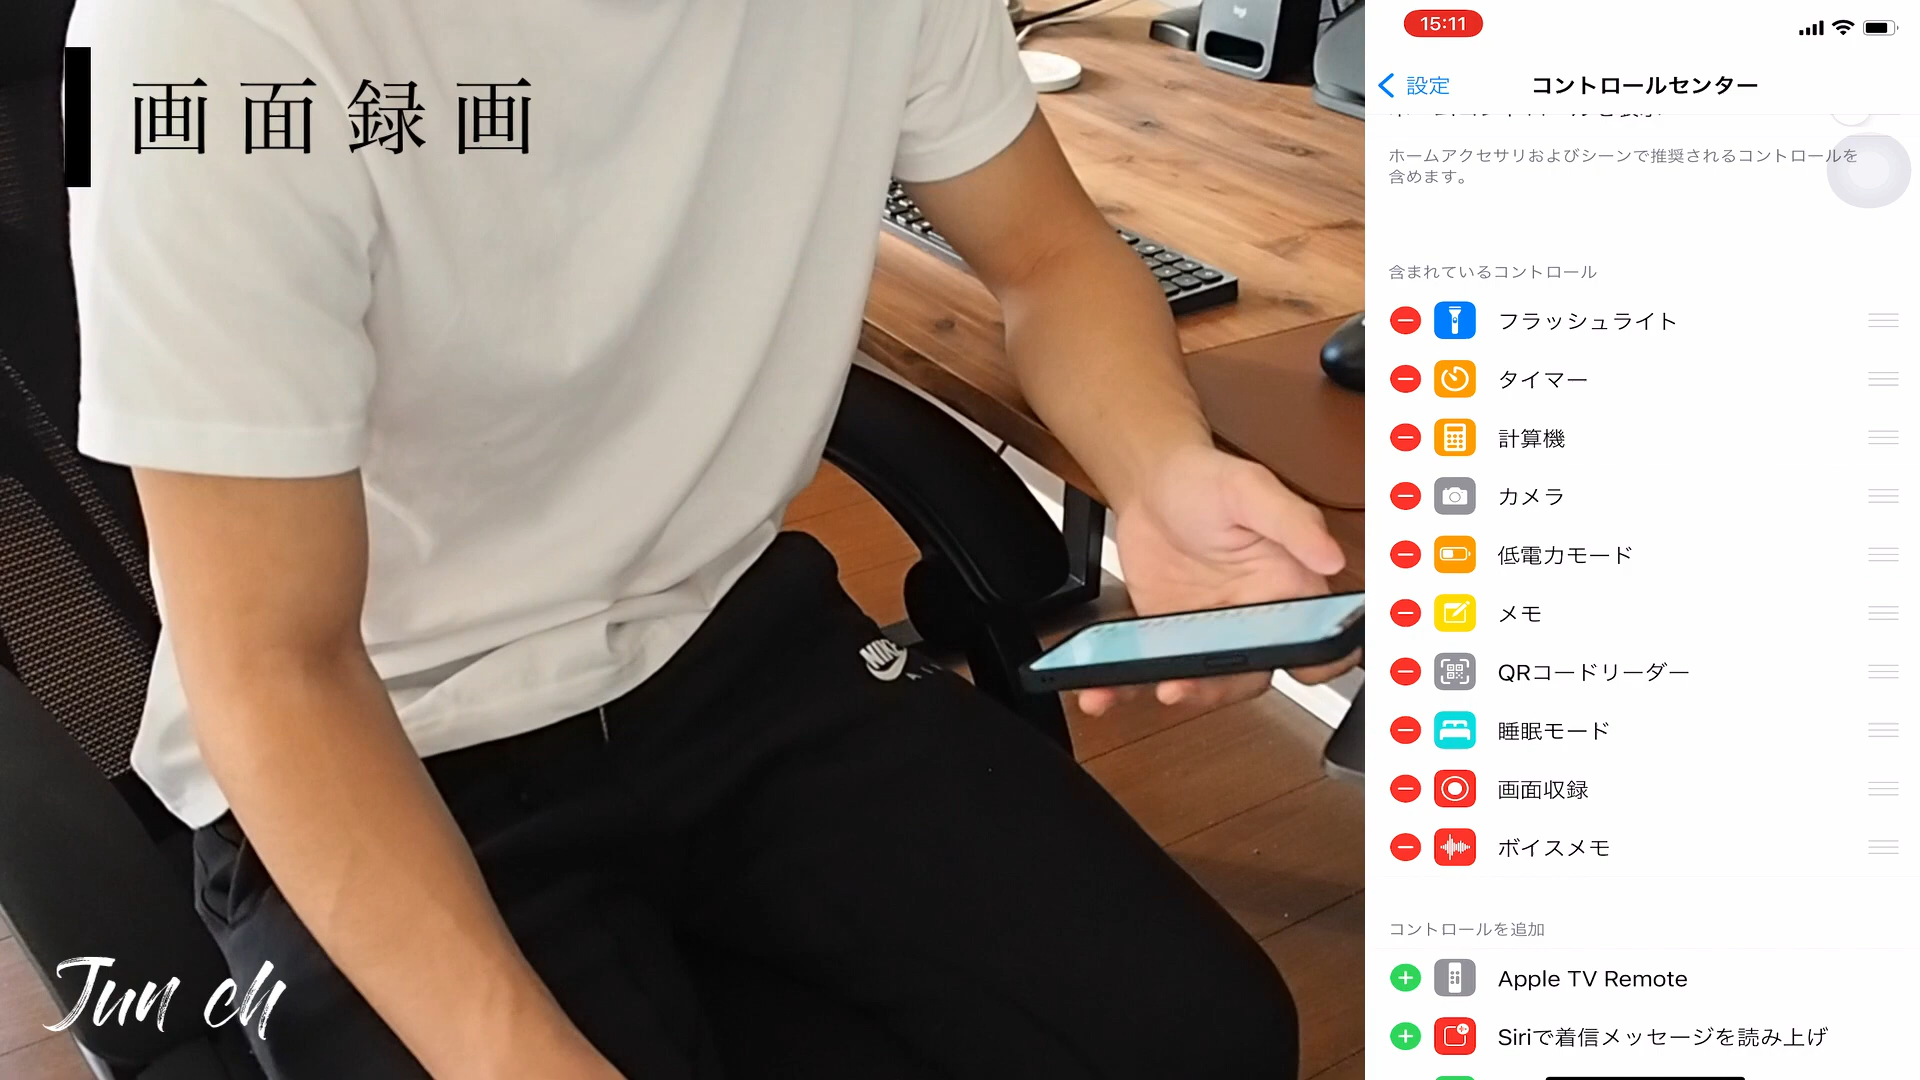 画面録画
Jun ch
NIKE
15:11
設定
コントロールセンター
ホームアクセサリおよびシーンで推奨されるコントロールを
含めます。
含まれているコントロール
フラッシュライト
タイマー
計算機
カメラ
低電力モード
メモ
QRコードリーダー
睡眠モード
画面収録
ボイスメモ
コントロールを追加
Apple TV Remote
Siriで着信メッセージを読み上げ